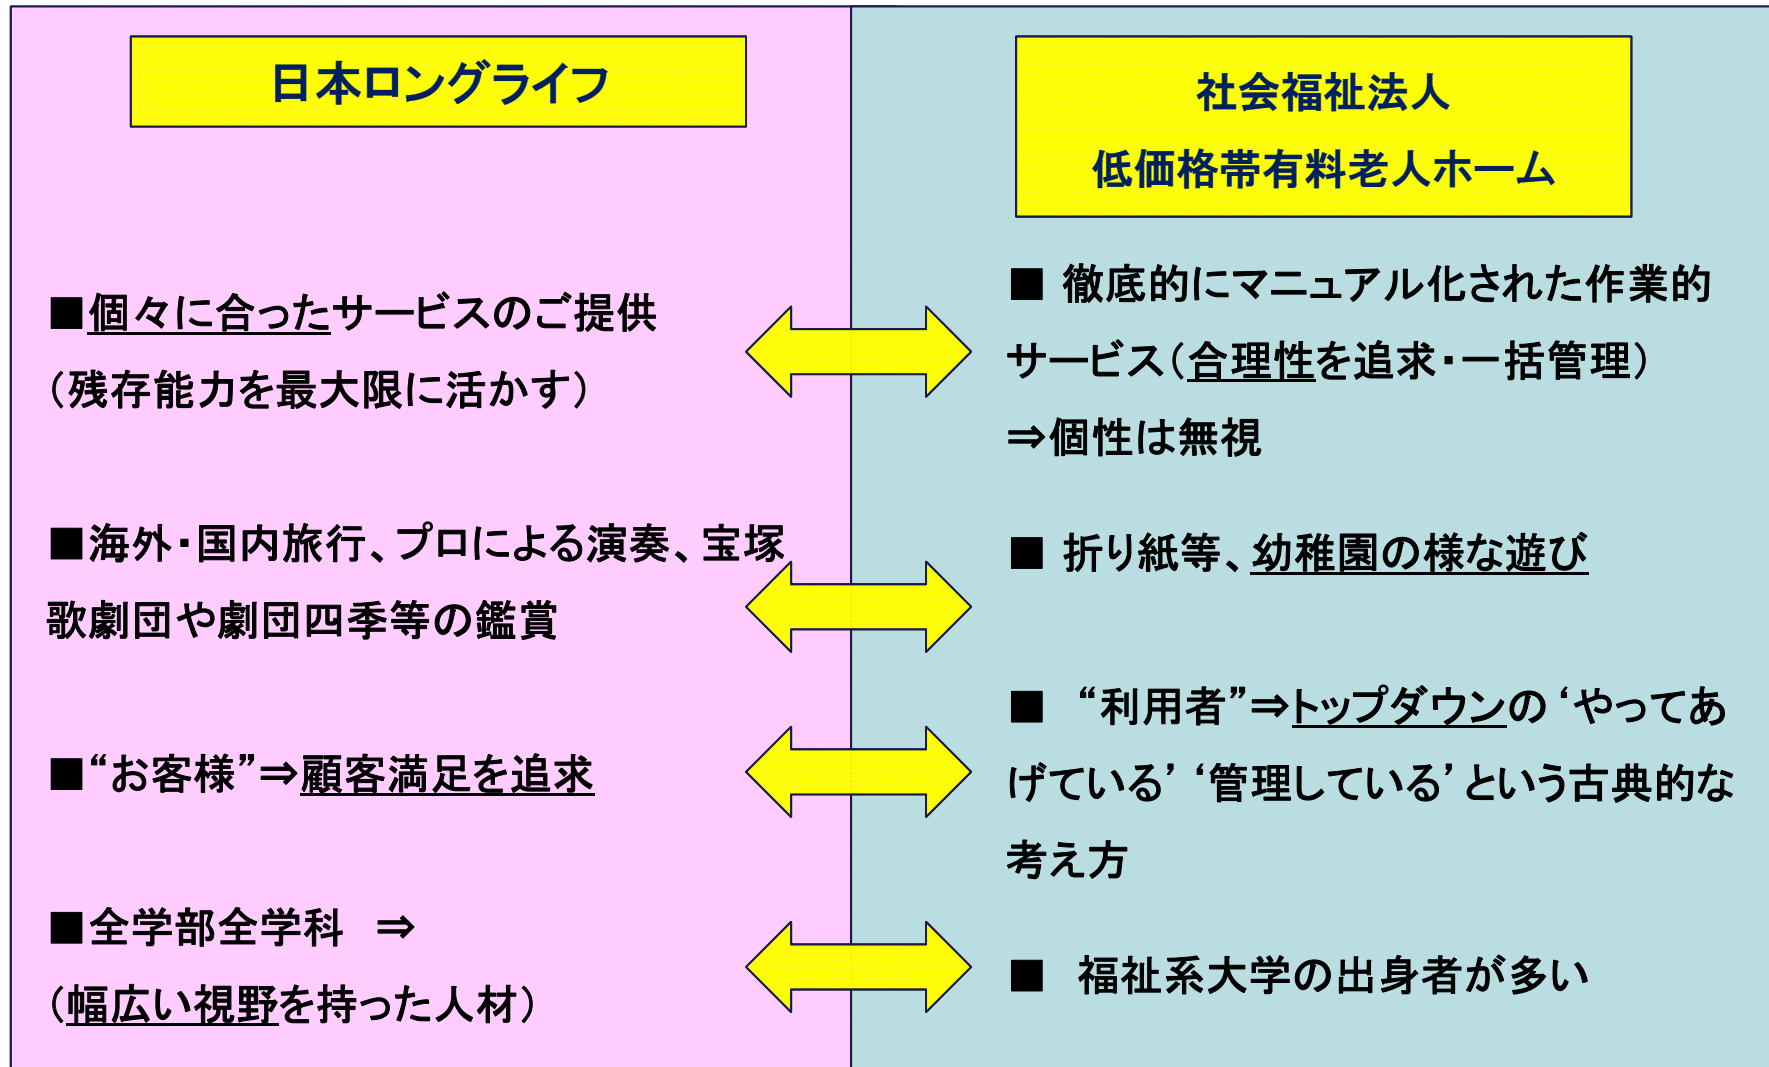 日本ロングライフ
■個々に合ったサービスのご提供
（残存能力を最大限に活かす）
■海外・国内旅行、プロによる演奏、宝塚
歌劇団や劇団四季等の鑑賞
■“お客様”⇒顧客満足を追求
■全学部全学科　⇒
（幅広い視野を持った人材）
社会福祉法人
低価格帯有料老人ホーム
■ 徹底的にマニュアル化された作業的
サービス（合理性を追求・一括管理）
⇒個性は無視
■ 折り紙等、幼稚園の様な遊び
■　“利用者”⇒トップダウンの‘やってあ
げている’‘管理している’という古典的な
考え方
■　福祉系大学の出身者が多い